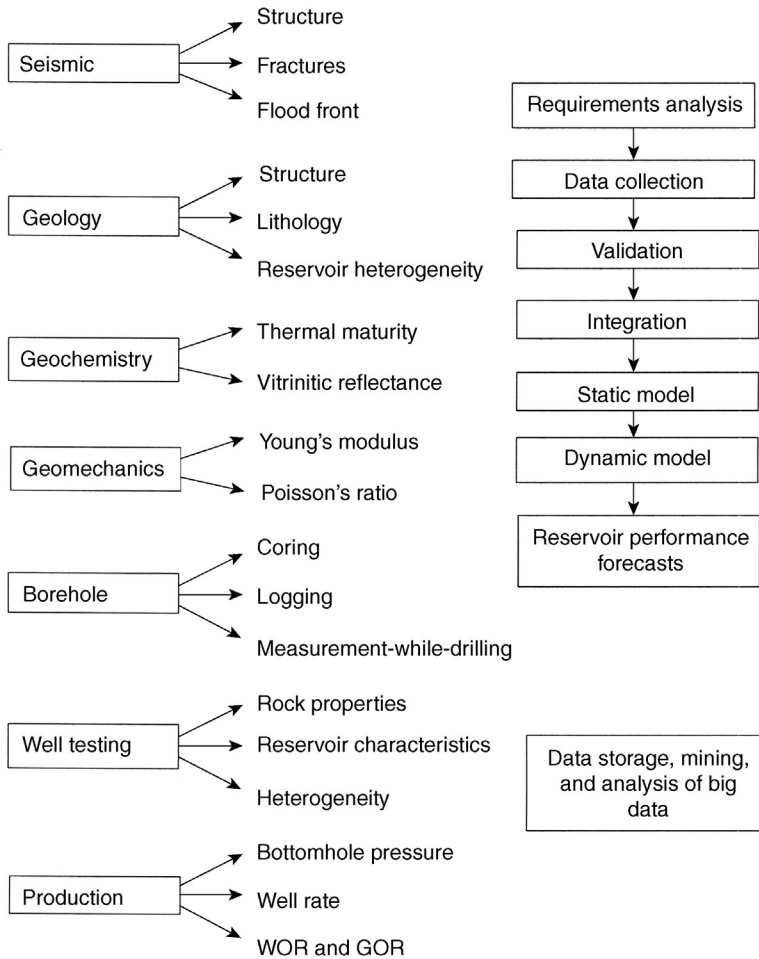 Seismic
Structure
Fractures
Flood front
Geology
Structure
Lithology
Reservoir heterogeneity
Geochemistry
Thermal maturity
Vitrinitic reflectance
Geomechanics
Young's modulus
Poisson's ratio
Borehole
Coring
Logging
Measurement-while-drilling
Well testing
Rock properties
Reservoir characteristics
Heterogeneity
Production
Bottomhole pressure
Well rate
WOR and GOR
Requirements analysis
Data collection
Validation
Integration
Static model
Dynamic model
Reservoir performance
forecasts
Data storage, mining,
and analysis of big
data